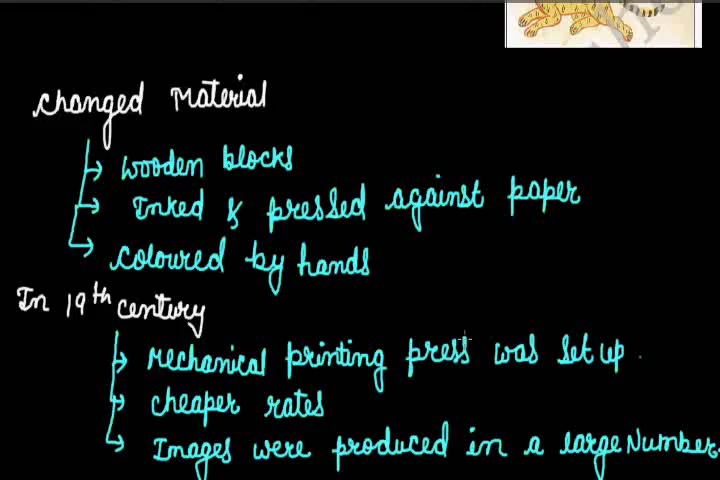 Changed Material
wooden blocks
Inked & pressed against paper
coloured by hands
In 19th century
Mechanical printing press was set up.
cheaper rates
Images were produced in a large Number.